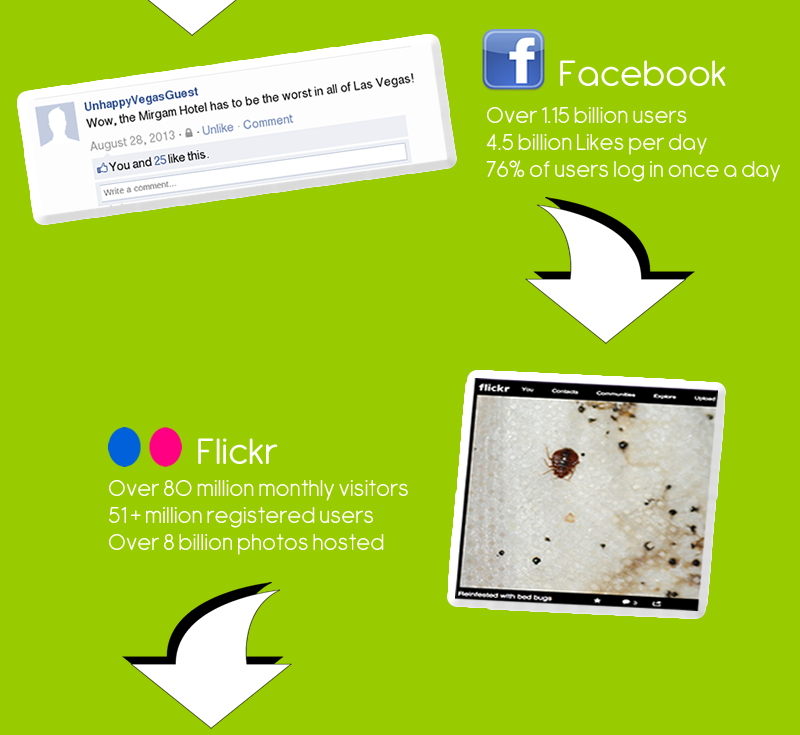 UnhappyVegasGuest
Wow, the Mirgam Hotel has to be the worst in all of Las Vegas!
August 28, 2013 · Unlike · Comment
You and 25 like this.
Write a comment...
f Facebook
Over 1.15 billion users
4.5 billion Likes per day
76% of users log in once a day
flickr You Contacts Communities Explore Upload
Reinfested with bed bugs 3
Flickr
Over 80 million monthly visitors
51+ million registered users
Over 8 billion photos hosted